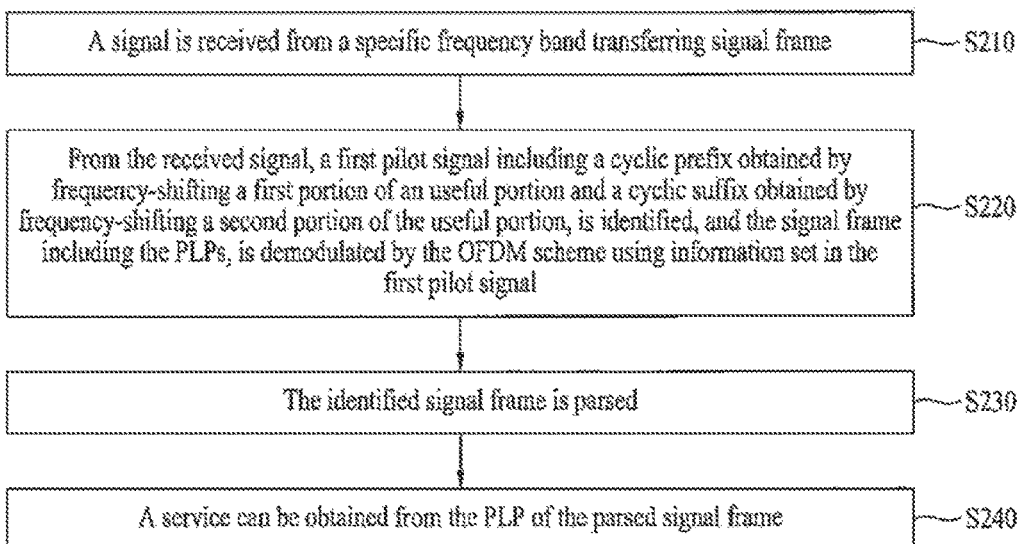 A signal is received from a specific frequency band transferring signal frame
S210
From the received signal, a first pilot signal including a cyclic prefix obtained by
frequency-shifting a first portion of an useful portion and a cyclic suffix obtained by
frequency-shifting a second portion of the useful portion, is identified, and the signal frame
including the PLPs, is demodulated by the OFDM scheme using information set in the
first pilot signal
S220
The identified signal frame is parsed
S230
A service can be obtained from the PLP of the parsed signal frame
S240